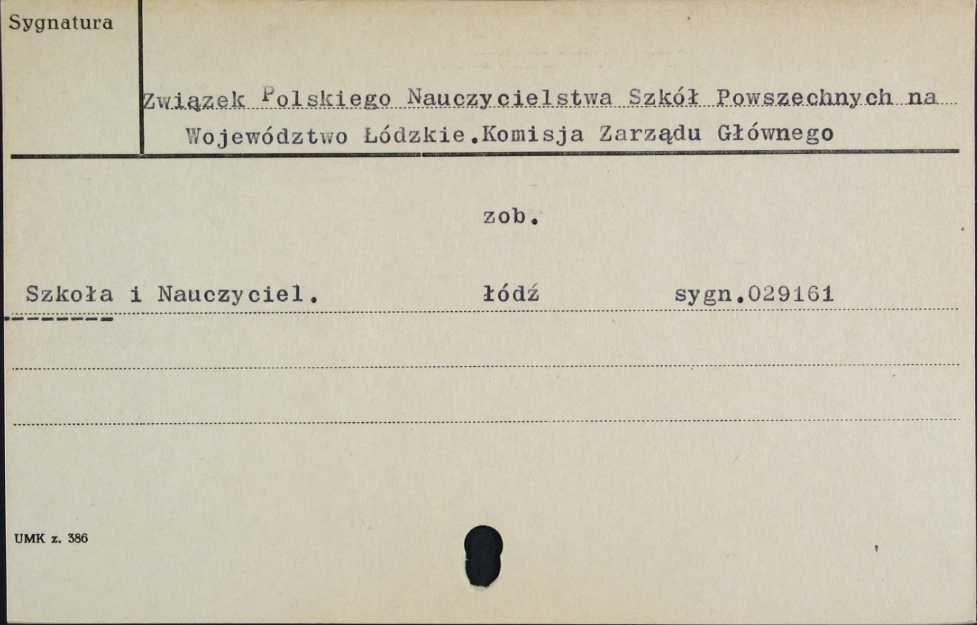 Sygnatura
Związek Polskiego Nauczycielstwa Szkół Powszechnych na
Województwo Łódzkie.Komisja Zarządu Głównego
zob.
Szkoła i Nauczyciel. łódź sygn.029161
UMK z. 386